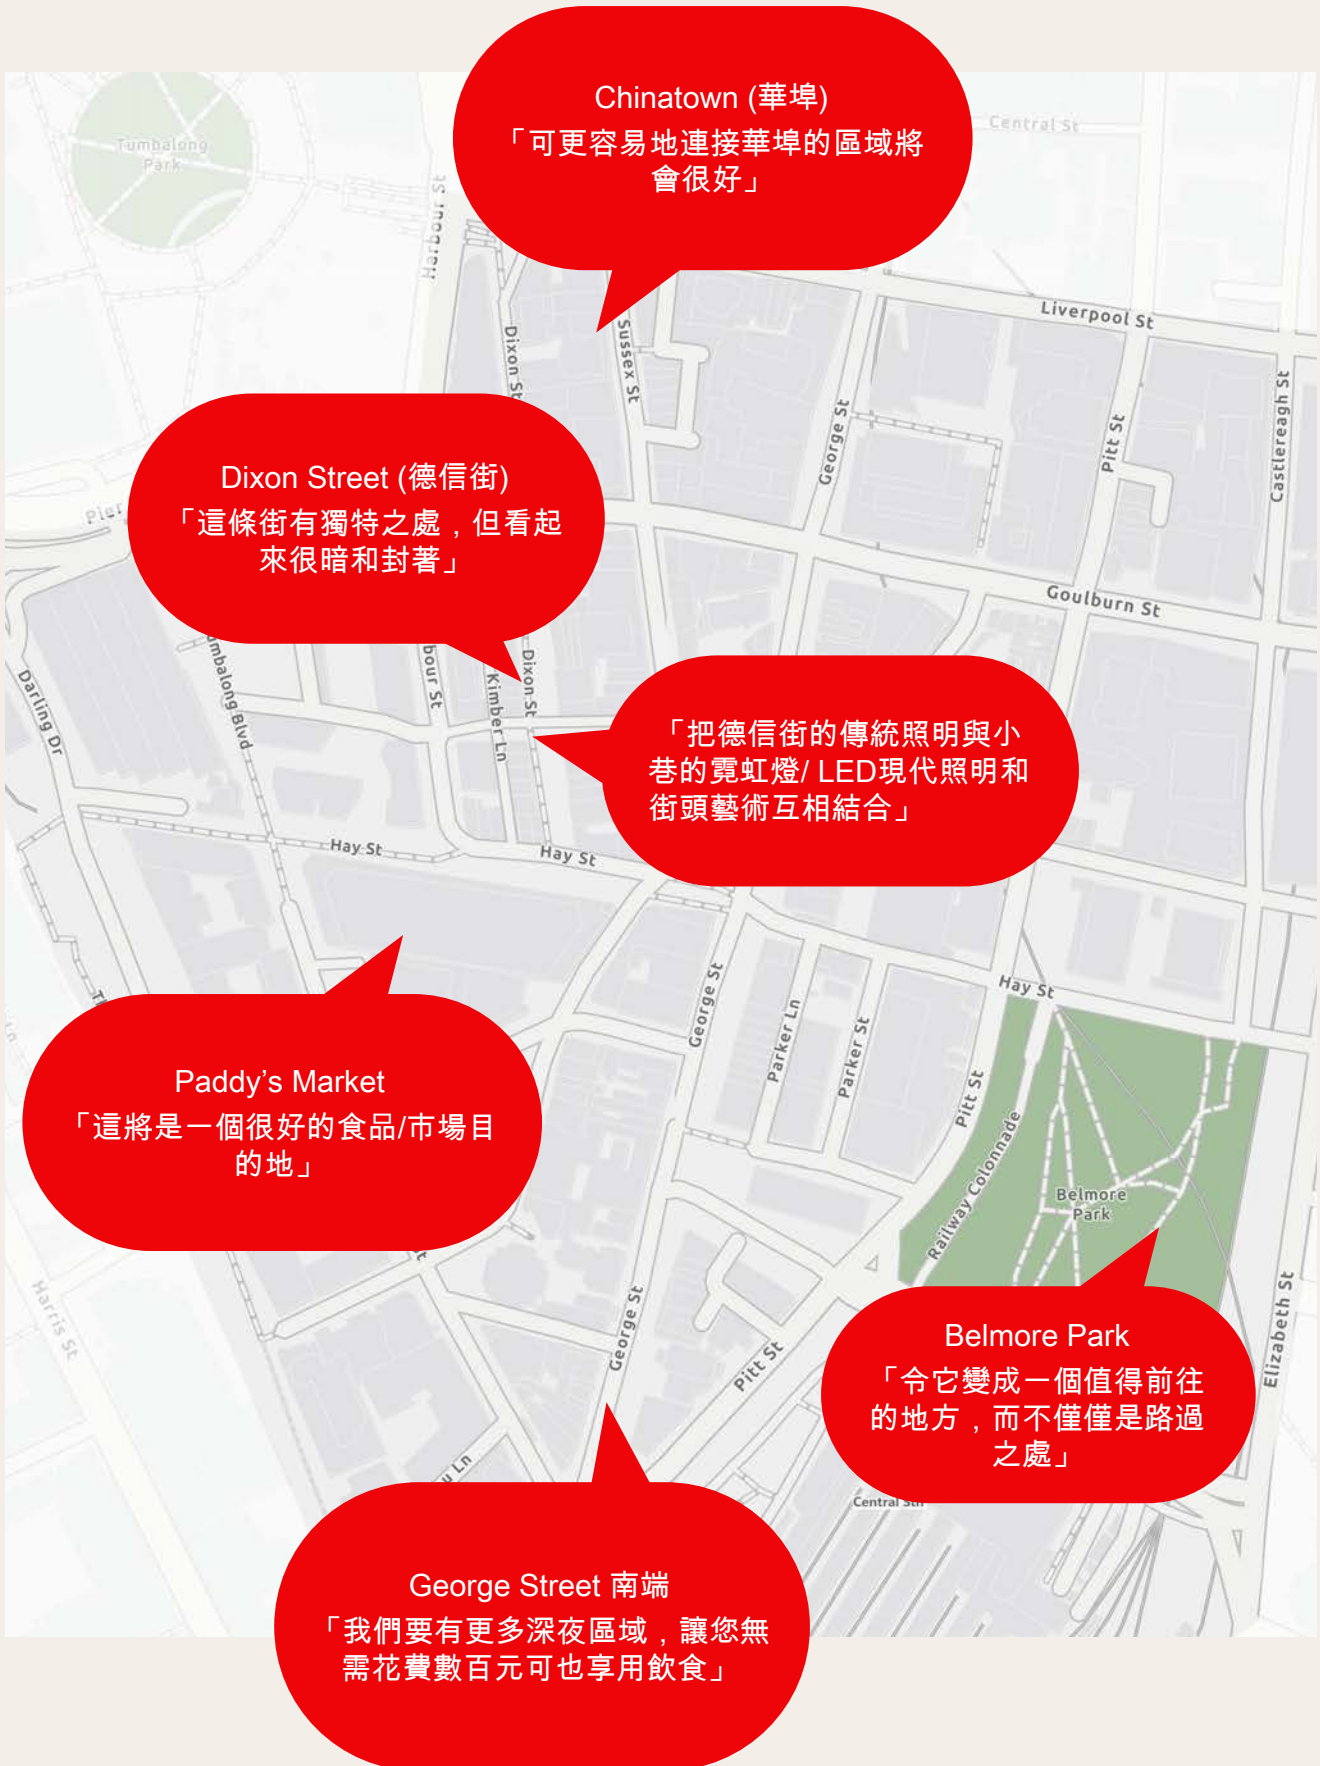 Chinatown (華埠)
「可更容易地連接華埠的區域將
會很好」
Central St
Tumbalong
Park
Harbour St
Liverpool St
Dixon St
Sussex St
George St
Pitt St
Castlereagh St
Dixon Street (德信街)
「這條街有獨特之處，但看起
來很暗和封著」
Pier
Goulburn St
Darling Dr
umbalong Blvd
bour St
Kimber Ln
Dixon St
「把德信街的傳統照明與小
巷的霓虹燈/ LED現代照明和
街頭藝術互相結合」
Hay St
Hay St
Hay St
George St
Parker Ln
Parker St
Pitt St
Railway Colonnade
Paddy’s Market
「這將是一個很好的食品/市場目
的地」
Belmore
Park
Harris St
George St
Pitt St
Elizabeth St
Belmore Park
「令它變成一個值得前往
的地方，而不僅僅是路過
之處」
u Ln
Central Stn
George Street 南端
「我們要有更多深夜區域，讓您無
需花費數百元可也享用飲食」